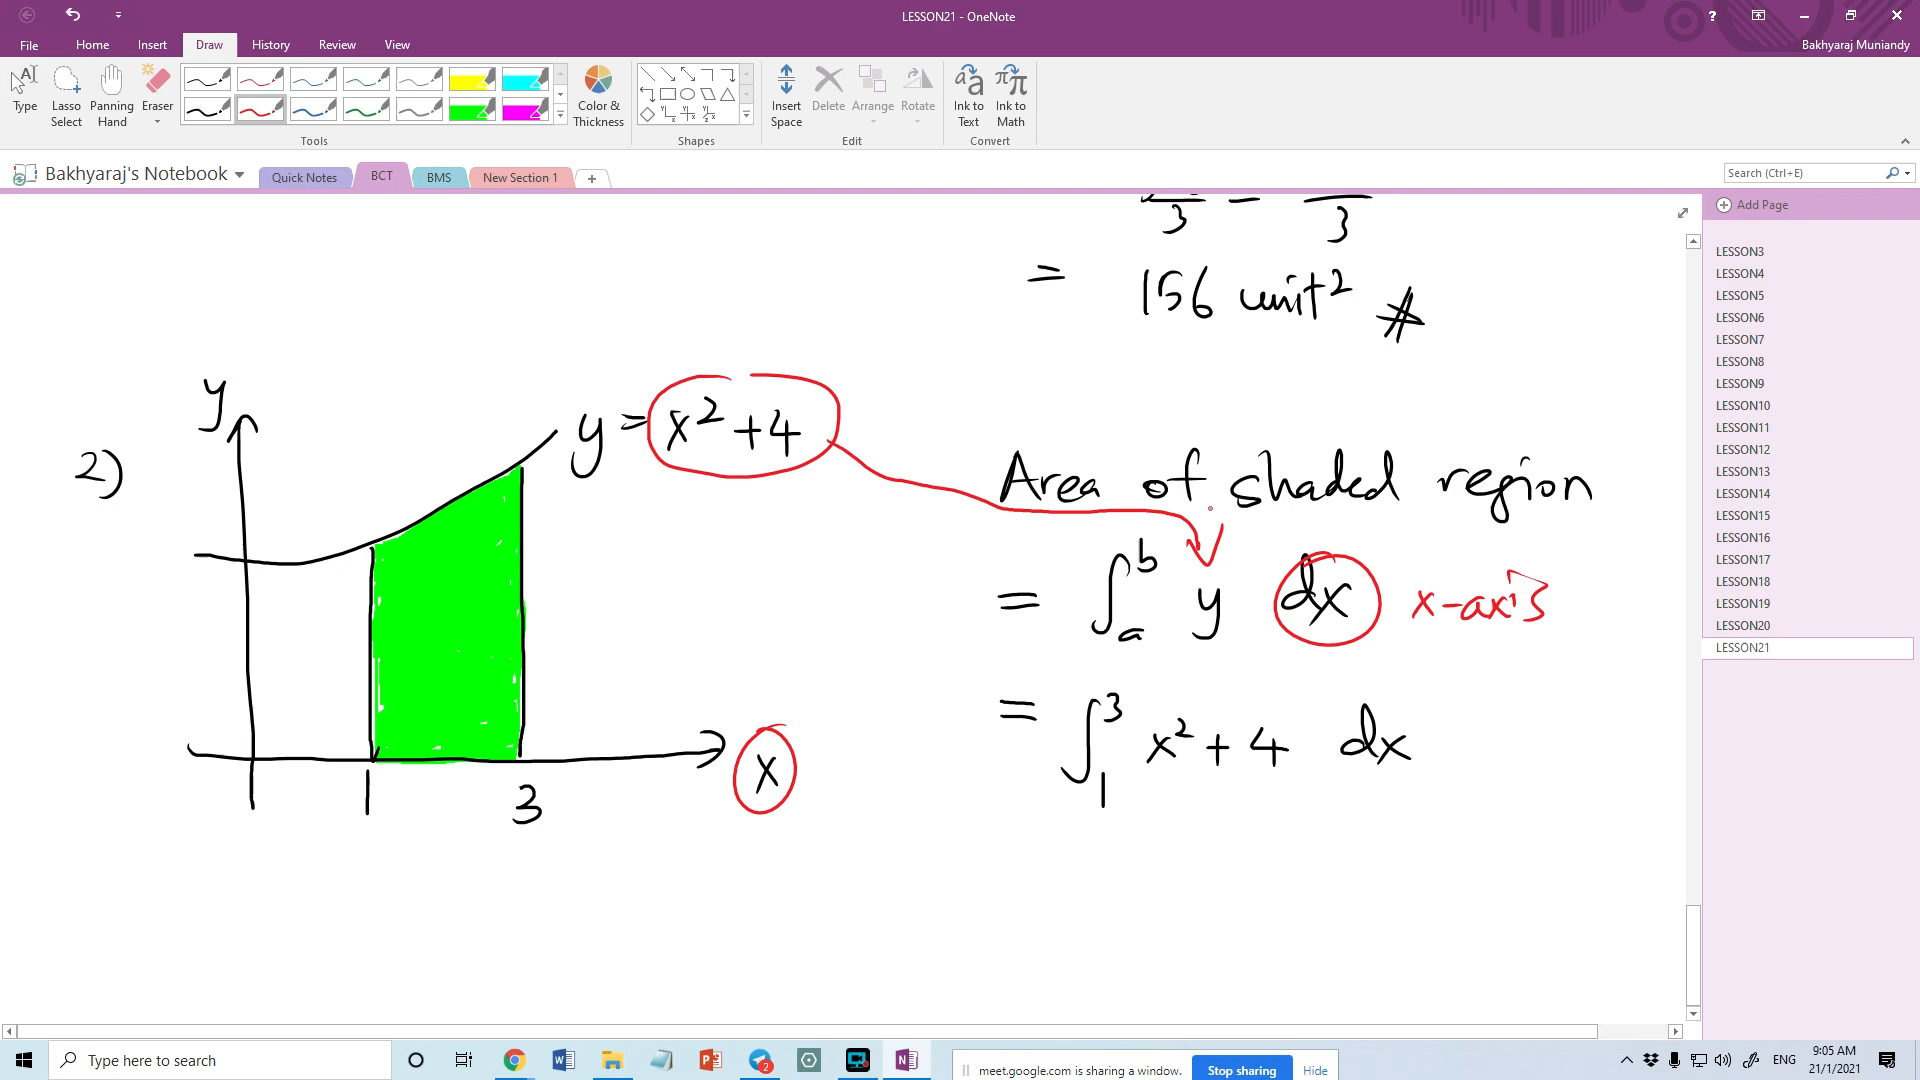 LESSON21 - OneNote
?
File Home Insert Draw History Review View
Bakhyaraj Muniandy
Type
Lasso Select
Panning Hand
Eraser
Color & Thickness
Insert Space
Delete
Arrange
Rotate
Ink to Text
Ink to Math
Tools Shapes Edit Convert
Bakhyaraj's Notebook Quick Notes BCT BMS New Section 1 +
Search (Ctrl+E)
Add Page
LESSON3
LESSON4
LESSON5
LESSON6
LESSON7
LESSON8
LESSON9
LESSON10
LESSON11
LESSON12
LESSON13
LESSON14
LESSON15
LESSON16
LESSON17
LESSON18
LESSON19
LESSON20
LESSON21
3 – 3
= 156 unit² #
2)
y
y = x² + 4
1 3 x
Area of shaded region
= ∫ₐᵇ y dx x-axis
= ∫₁³ x² + 4 dx
Type here to search
2
meet.google.com is sharing a window. Stop sharing Hide
ENG
9:05 AM
21/1/2021